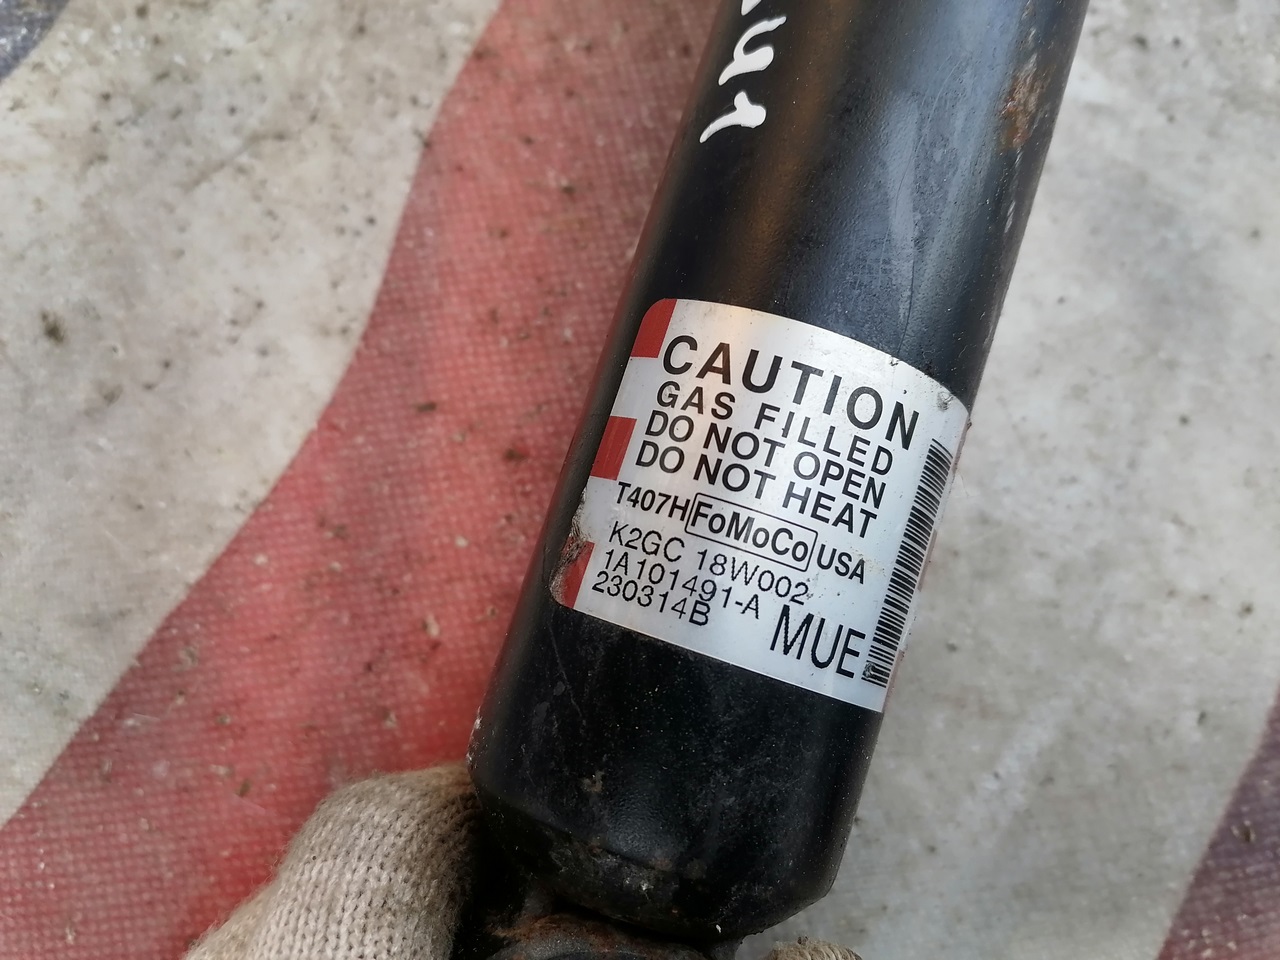 CAUTION
GAS FILLED
DO NOT OPEN
DO NOT HEAT
T407H FoMoCo USA
K2GC 18W002
1A101491-A
230314B
MUE